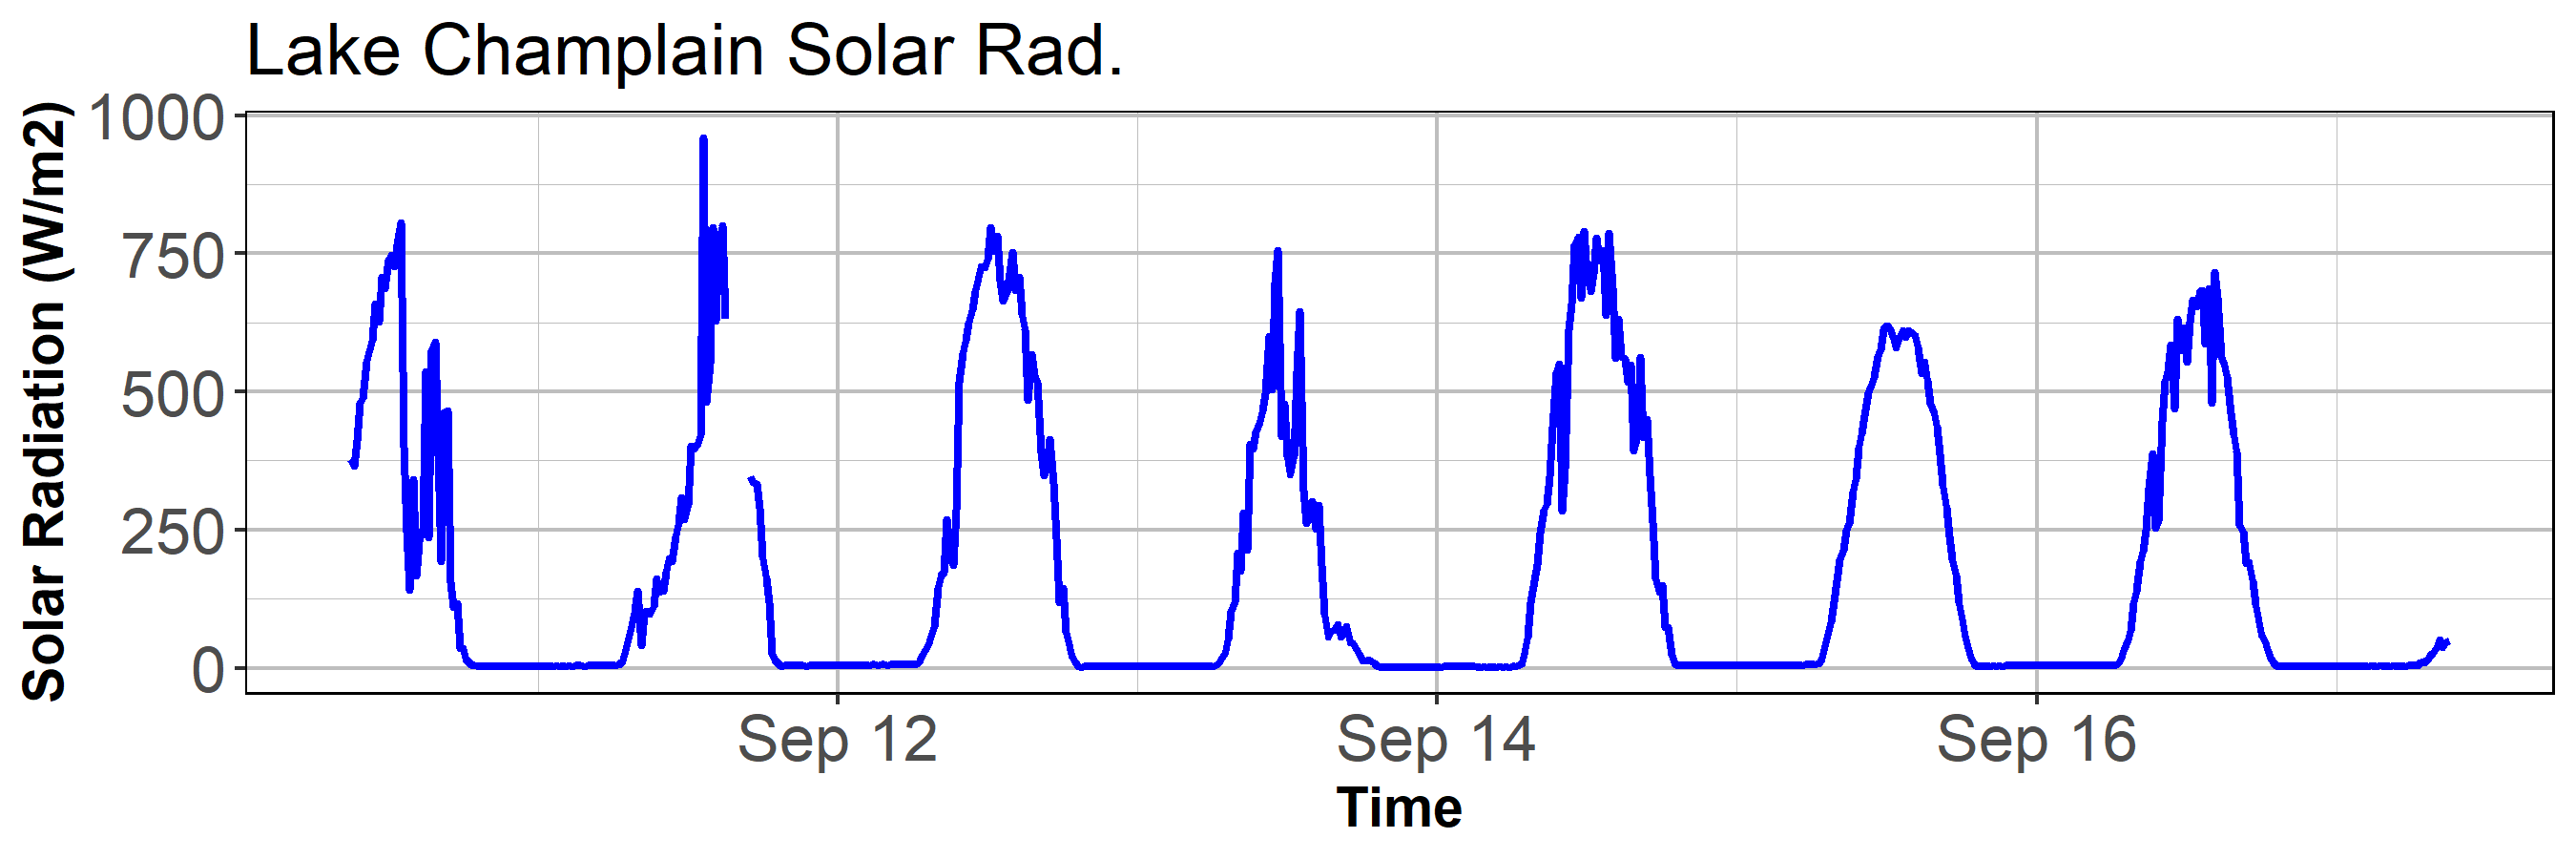 Lake Champlain Solar Rad.
Solar Radiation (W/m2)
1000
750
500
250
0
Sep 12
Sep 14
Sep 16
Time